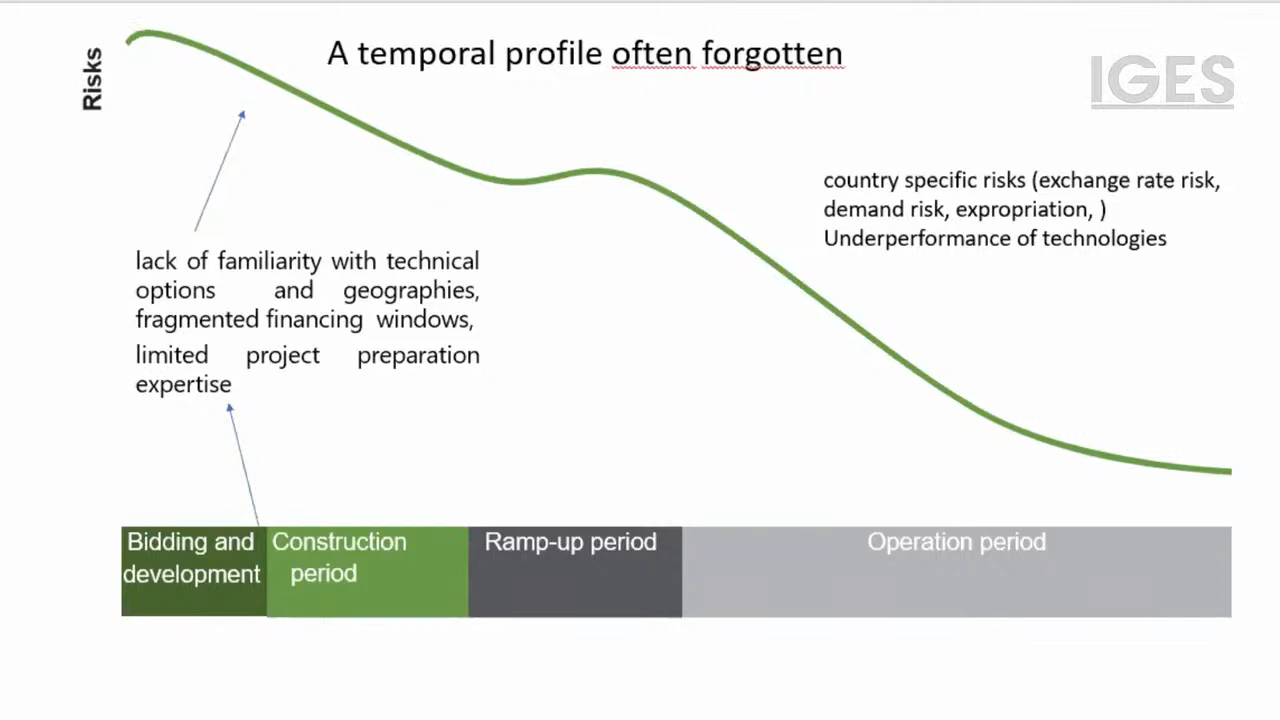 A temporal profile often forgotten
IGES
Risks
country specific risks (exchange rate risk,
demand risk, expropriation, )
Underperformance of technologies
lack of familiarity with technical
options and geographies,
fragmented financing windows,
limited project preparation
expertise
Bidding and
development
Construction
period
Ramp-up period
Operation period